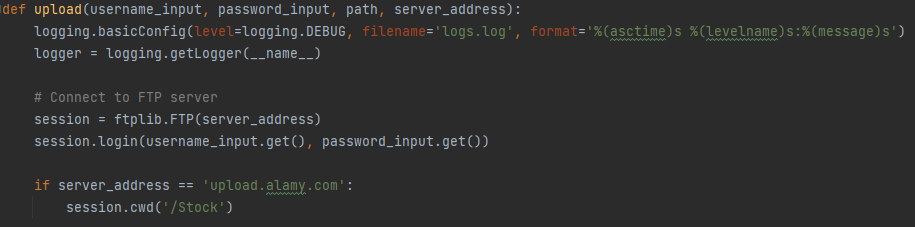 def upload(username_input, password_input, path, server_address):
    logging.basicConfig(level=logging.DEBUG, filename='logs.log', format='%(asctime)s %(levelname)s:%(message)s')
    logger = logging.getLogger(__name__)

    # Connect to FTP server
    session = ftplib.FTP(server_address)
    session.login(username_input.get(), password_input.get())

    if server_address == 'upload.alamy.com':
        session.cwd('/Stock')